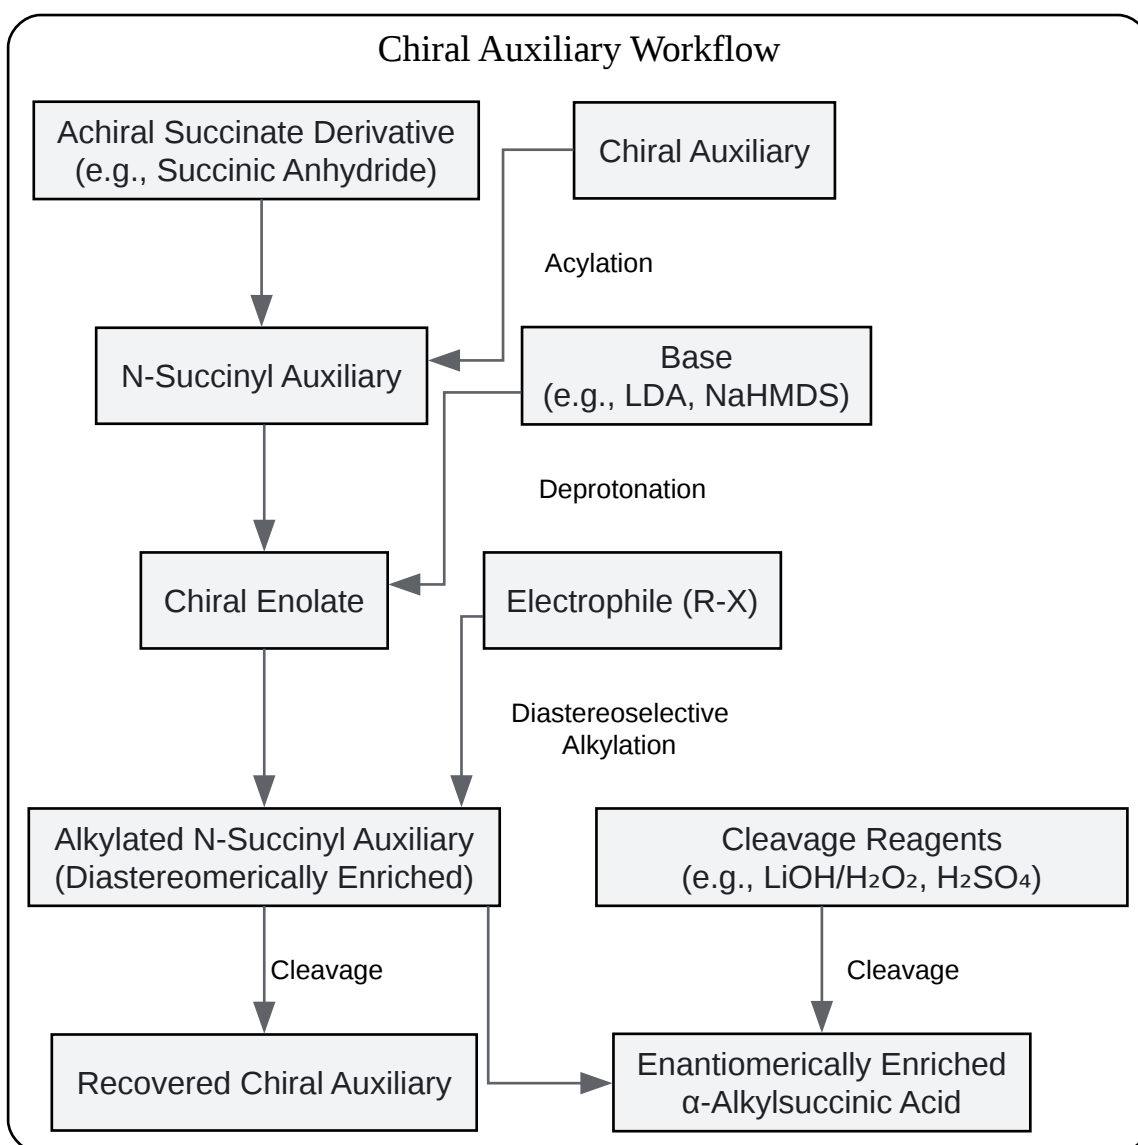 Chiral Auxiliary Workflow
Achiral Succinate Derivative
(e.g., Succinic Anhydride)
Chiral Auxiliary
Acylation
N-Succinyl Auxiliary
Base
(e.g., LDA, NaHMDS)
Deprotonation
Chiral Enolate
Electrophile (R-X)
Diastereoselective
Alkylation
Alkylated N-Succinyl Auxiliary
(Diastereomerically Enriched)
Cleavage Reagents
(e.g., LiOH/H₂O₂, H₂SO₄)
Cleavage
Cleavage
Recovered Chiral Auxiliary
Enantiomerically Enriched
α-Alkylsuccinic Acid